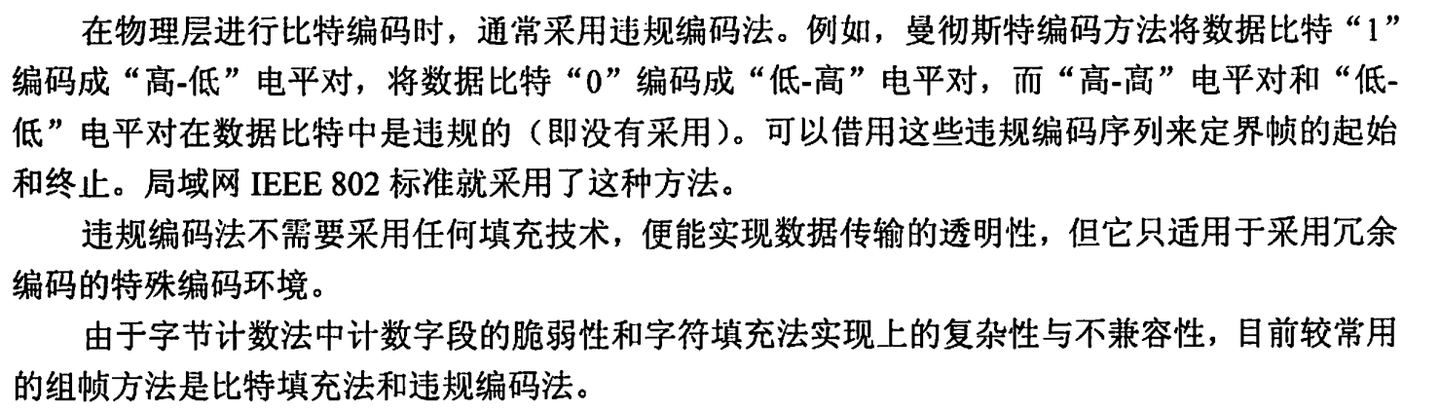 在物理层进行比特编码时，通常采用违规编码法。例如，曼彻斯特编码方法将数据比特“1”
编码成“高-低”电平对，将数据比特“0”编码成“低-高”电平对，而“高-高”电平对和“低-
低”电平对在数据比特中是违规的（即没有采用）。可以借用这些违规编码序列来定界帧的起始
和终止。局域网 IEEE 802 标准就采用了这种方法。
违规编码法不需要采用任何填充技术，便能实现数据传输的透明性，但它只适用于采用冗余
编码的特殊编码环境。
由于字节计数法中计数字段的脆弱性和字符填充法实现上的复杂性与不兼容性，目前较常用
的组帧方法是比特填充法和违规编码法。